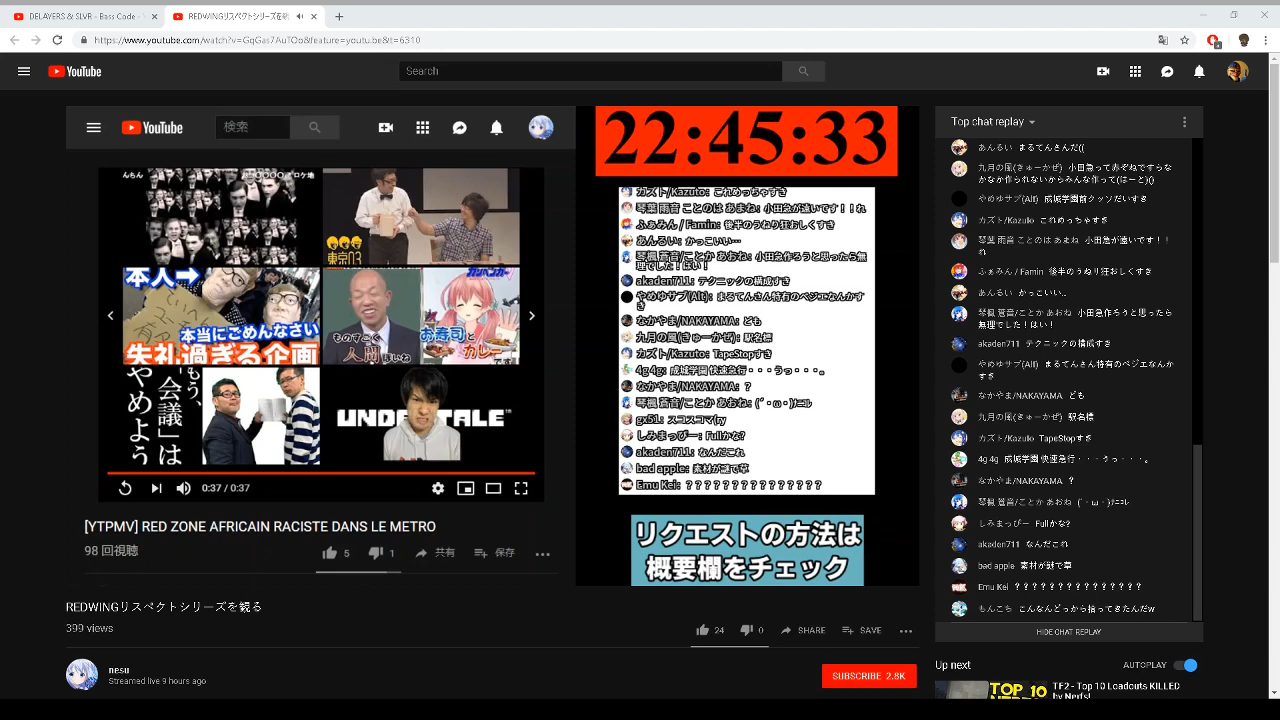 DELAYERS & SLVR - Bass Code -
REDWINGリスペクトシリーズを観
https://www.youtube.com/watch?v=GqGas7AuTOo&feature=youtu.be&t=6310
YouTube
Search
YouTube
検索
んちん
ロケ地
東京03
本人→
本当にごめんなさい
失礼過ぎる企画
ものすごく
人間ぽいね
カリペンガー
お寿司と
カレー
もう、
「会議」は
やめよう
UNDERTALE
0:37 / 0:37
[YTPMV] RED ZONE AFRICAIN RACISTE DANS LE METRO
98 回視聴
5
1
共有
保存
22:45:33
カズト/Kazuto: これめっちゃすき
琴葉 雨音 ことのは あまね: 小田急が速いです！！れ
ふぁみん / Famin: 後半のうねり狂おしくすき
あんるい: かっこいい…
琴楓 蒼音/ことか あおね: 小田急作ろうと思ったら無
理でした！はい！
akaden711: テクニックの構成すき
やめゆサブ(Alt): まるてんさん特有のベジエなんかす
き
なかやま/NAKAYAMA: ども
九月の風(きゅーかぜ): 駅名標
カズト/Kazuto: TapeStopすき
4g 4g: 成城学園 快速急行・・・うっ・・・。
なかやま/NAKAYAMA: ？
琴楓 蒼音/ことか あおね: (´・ω・)ﾅﾆｺﾚ
gx51: スコスコマ(ry
しみまっぴー: Fullかな?
akaden711: なんだこれ
bad apple: 素材が謎で草
Emu Kei: ？？？？？？？？？？？？？？
リクエストの方法は
概要欄をチェック
REDWINGリスペクトシリーズを観る
399 views
24
0
SHARE
SAVE
nesu
Streamed live 9 hours ago
SUBSCRIBE 2.8K
Top chat replay
あんるい まるてんさんだ((
九月の風(きゅーかぜ) 小田急って赤ぞねですらな
かなか作られないからみんな作って(はーと)((
やめゆサブ(Alt) 成城学園前クッソだいすき
カズト/Kazuto これめっちゃすき
琴葉 雨音 ことのは あまね 小田急が速いです！！
れ
ふぁみん / Famin 後半のうねり狂おしくすき
あんるい かっこいい…
琴楓 蒼音/ことか あおね 小田急作ろうと思ったら
無理でした！はい！
akaden711 テクニックの構成すき
やめゆサブ(Alt) まるてんさん特有のベジエなんか
すき
なかやま/NAKAYAMA ども
九月の風(きゅーかぜ) 駅名標
カズト/Kazuto TapeStopすき
4g 4g 成城学園 快速急行・・・うっ・・・。
なかやま/NAKAYAMA ？
琴楓 蒼音/ことか あおね (´・ω・)ﾅﾆｺﾚ
しみまっぴー Fullかな?
akaden711 なんだこれ
bad apple 素材が謎で草
Emu Kei ？？？？？？？？？？？？？？
もんこち こんなんどっから拾ってきたんだw
HIDE CHAT REPLAY
Up next
AUTOPLAY
TOP
10
TF2 - Top 10 Loadouts KILLED
by Nerfs!